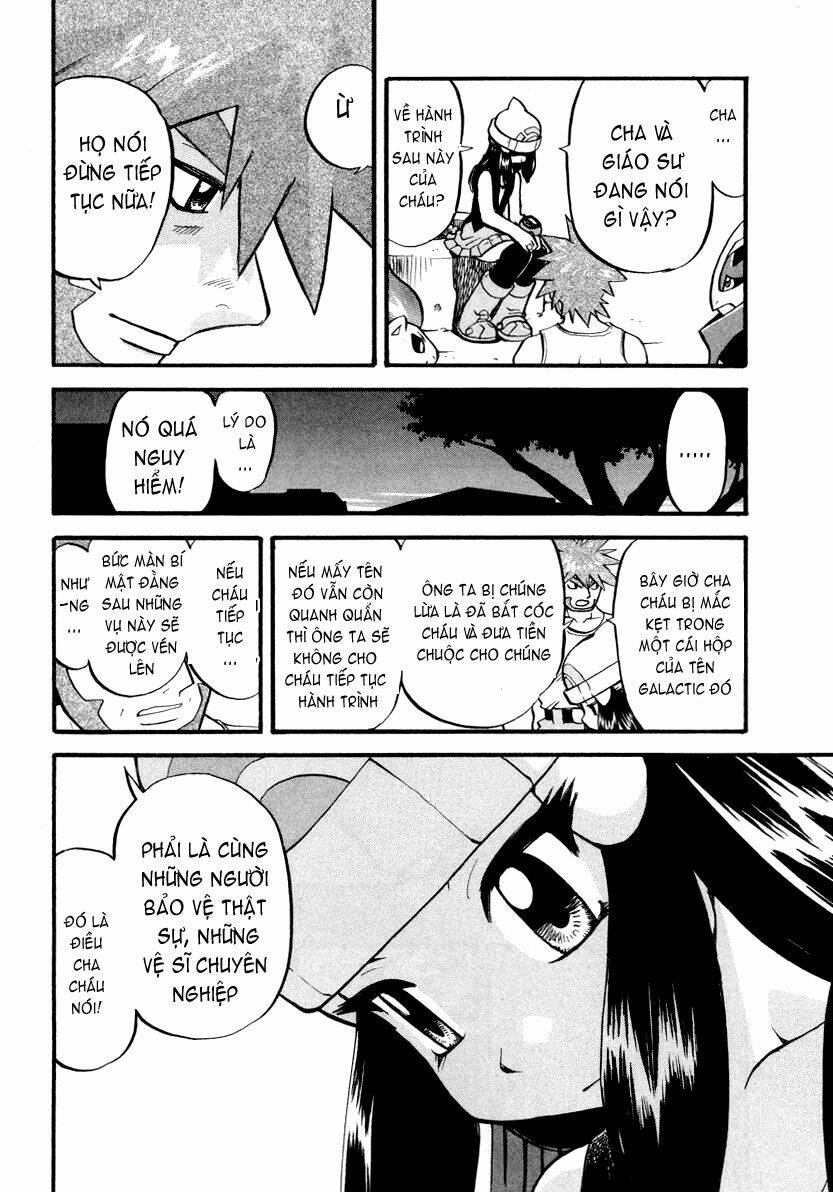 CHA
...
CHA VÀ
GIÁO SƯ
ĐANG NÓI
GÌ VẬY?
VỀ HÀNH
TRÌNH
SAU NÀY
CỦA
CHÁU?
Ừ
HỌ NÓI
ĐỪNG TIẾP
TỤC NỮA!
.....
LÝ DO
LÀ
...
NÓ QUÁ
NGUY
HIỂM!
BÂY GIỜ CHA
CHÁU BỊ MẮC
KẸT TRONG
MỘT CÁI HỘP
CỦA TÊN
GALACTIC ĐÓ
ÔNG TA BỊ CHÚNG
LỪA LÀ ĐÃ BẮT CÓC
CHÁU VÀ ĐƯA TIỀN
CHUỘC CHO CHÚNG
NẾU MẤY TÊN
ĐÓ VẪN CÒN
QUANH QUẨN
THÌ ÔNG TA SẼ
KHÔNG CHO
CHÁU TIẾP TỤC
HÀNH TRÌNH
NẾU
CHÁU
TIẾP
TỤC
...
BỨC MÀN BÍ
MẬT ĐẰNG
SAU NHỮNG
VỤ NÀY SẼ
ĐƯỢC VÉN
LÊN
NHƯ
-NG
...
PHẢI LÀ CÙNG
NHỮNG NGƯỜI
BẢO VỆ THẬT
SỰ, NHỮNG
VỆ SĨ CHUYÊN
NGHIỆP
ĐÓ LÀ
ĐIỀU
CHA
CHÁU
NÓI!